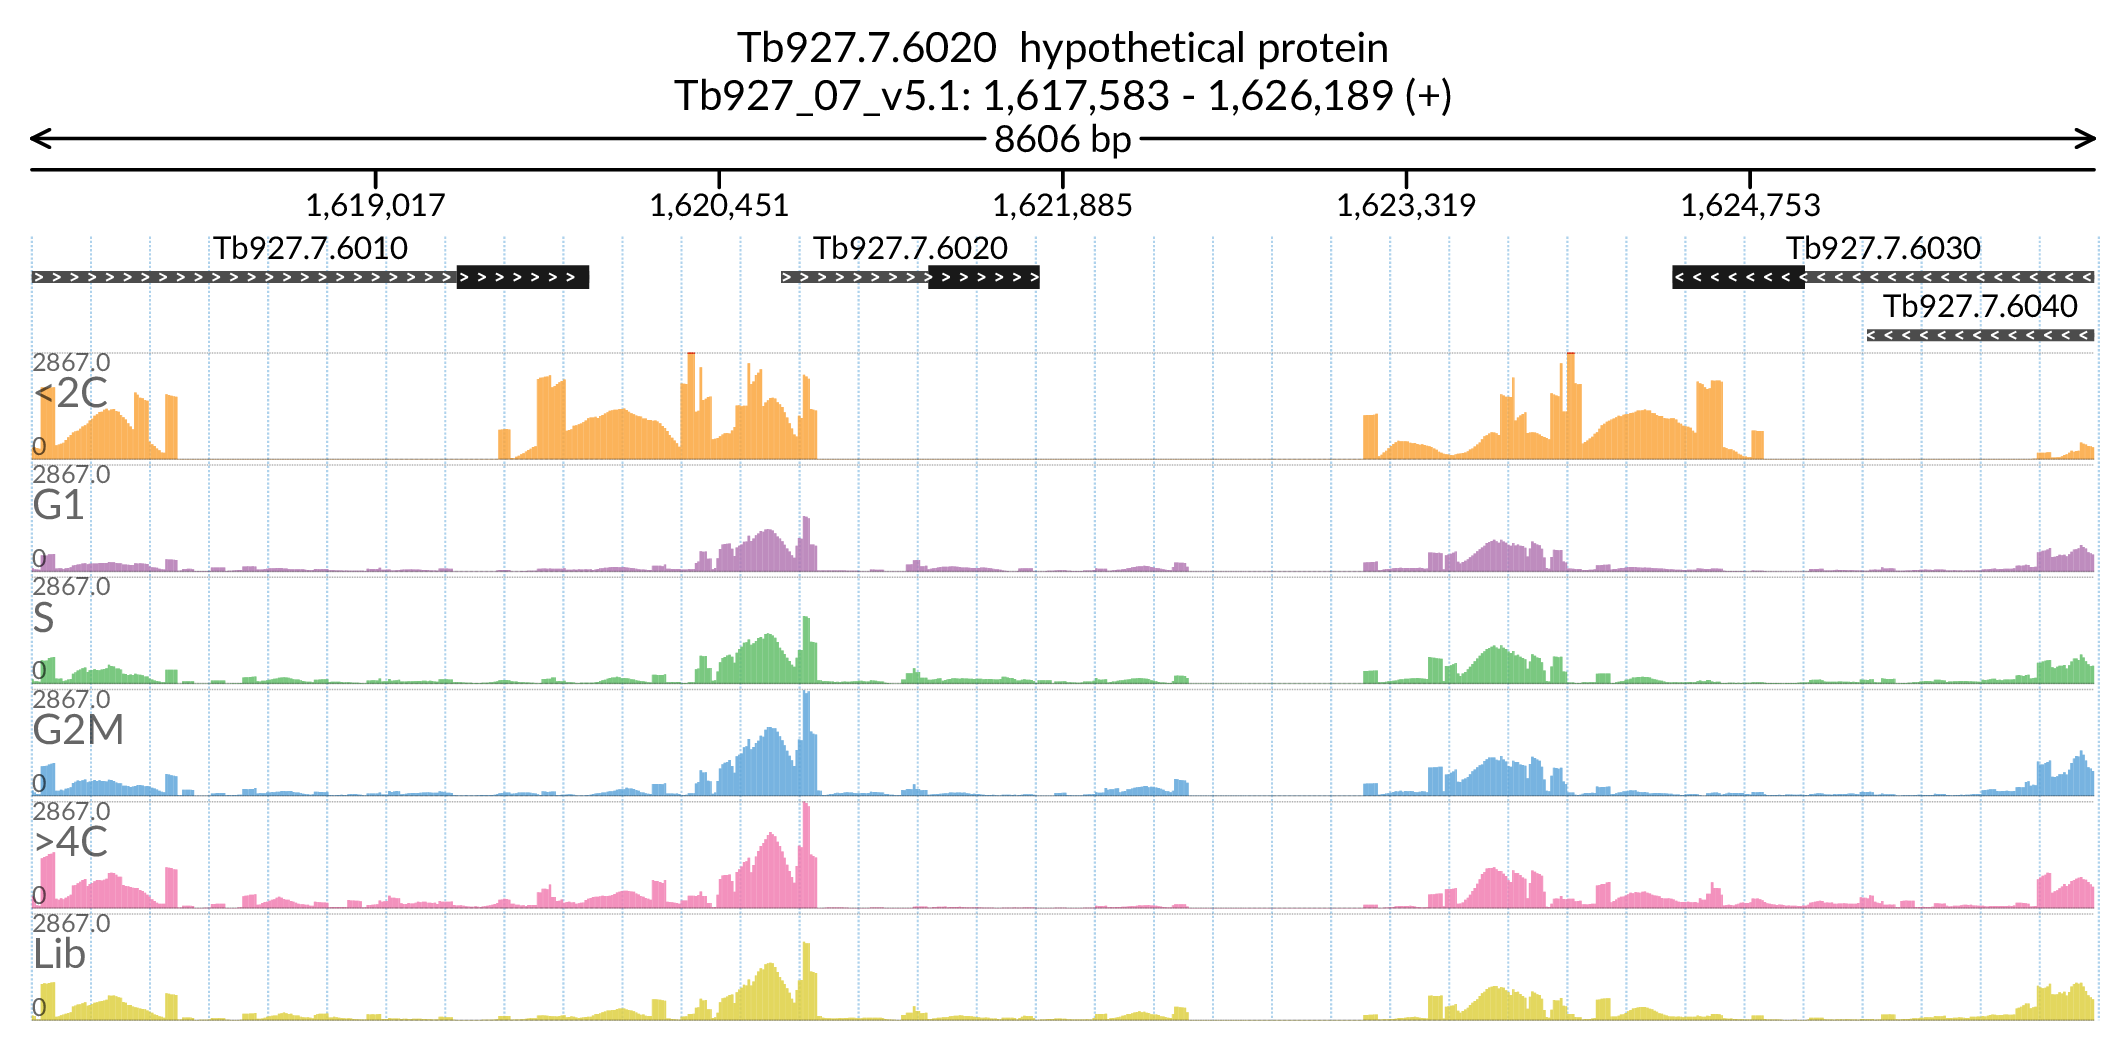 Tb927.7.6020  hypothetical protein
Tb927_07_v5.1: 1,617,583 - 1,626,189 (+)
8606 bp
1,619,017 1,620,451 1,621,885 1,623,319 1,624,753
Tb927.7.6010 Tb927.7.6020 Tb927.7.6030
Tb927.7.6040
2867.0
<2C
0
2867.0
G1
0
2867.0
S
0
2867.0
G2M
0
2867.0
>4C
0
2867.0
Lib
0